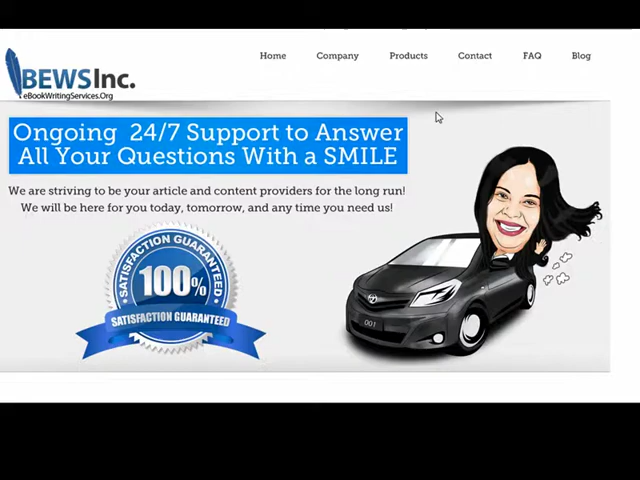 BEWSInc.
eBookWritingServices.Org
Home Company Products Contact FAQ Blog
Ongoing 24/7 Support to Answer
All Your Questions With a SMILE
We are striving to be your article and content providers for the long run!
We will be here for you today, tomorrow, and any time you need us!
SATISFACTION GUARANTEED
100%
SATISFACTION GUARANTEED
001